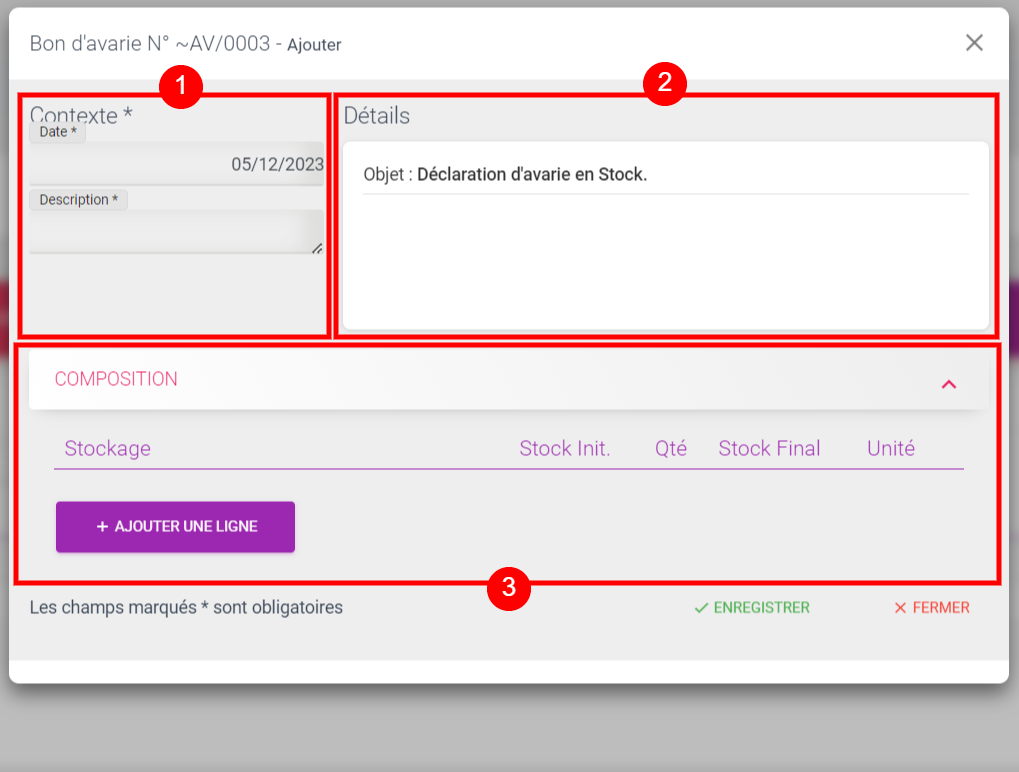 Bon d'avarie N° ~AV/0003 - Ajouter
1
2
Contexte *
Date *
05/12/2023
Description *
Détails
Objet : Déclaration d'avarie en Stock.
COMPOSITION
Stockage Stock Init. Qté Stock Final Unité
+ AJOUTER UNE LIGNE
3
Les champs marqués * sont obligatoires
ENREGISTRER
FERMER